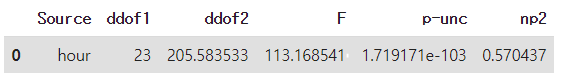 Source ddof1 ddof2 F p-unc np2
0 hour 23 205.583533 113.168541 1.719171e-103 0.570437